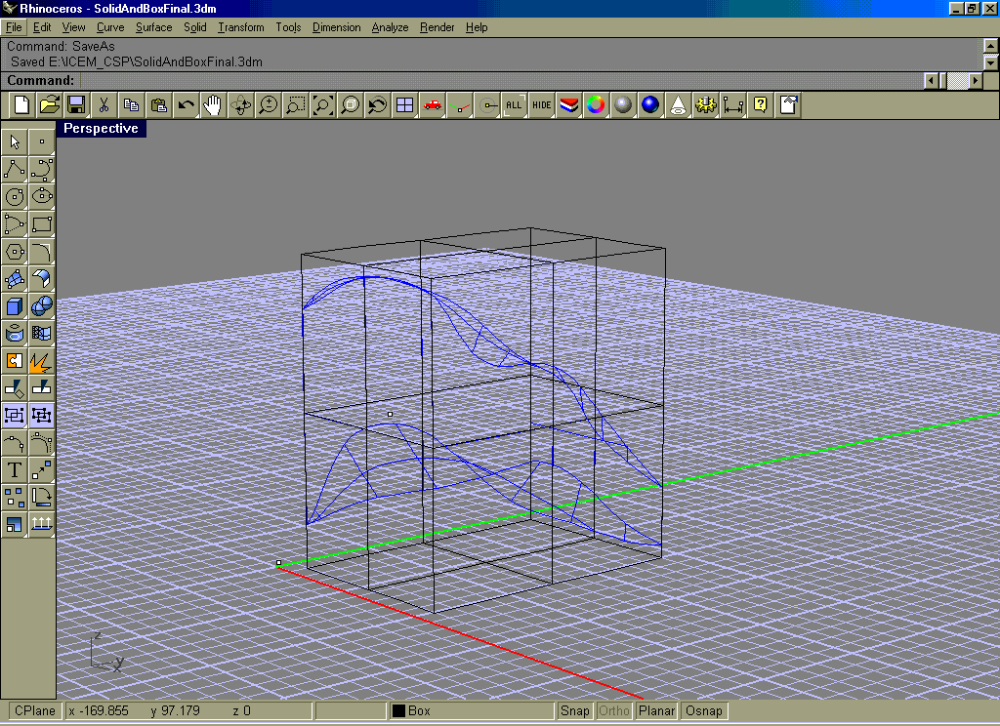 Rhinoceros - SolidAndBoxFinal.3dm
File Edit View Curve Surface Solid Transform Tools Dimension Analyze Render Help
Command: SaveAs
Saved E:\ICEM_CSP\SolidAndBoxFinal.3dm
Command:
ALL HIDE ?
Perspective
T
z
y
x
CPlane x -169.855 y 97.179 z 0 Box Snap Ortho Planar Osnap